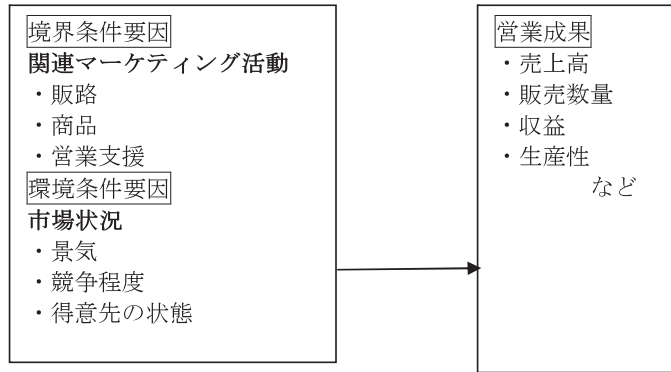 境界条件要因
関連マーケティング活動
・販路
・商品
・営業支援
環境条件要因
市場状況
・景気
・競争程度
・得意先の状態
営業成果
・売上高
・販売数量
・収益
・生産性
など